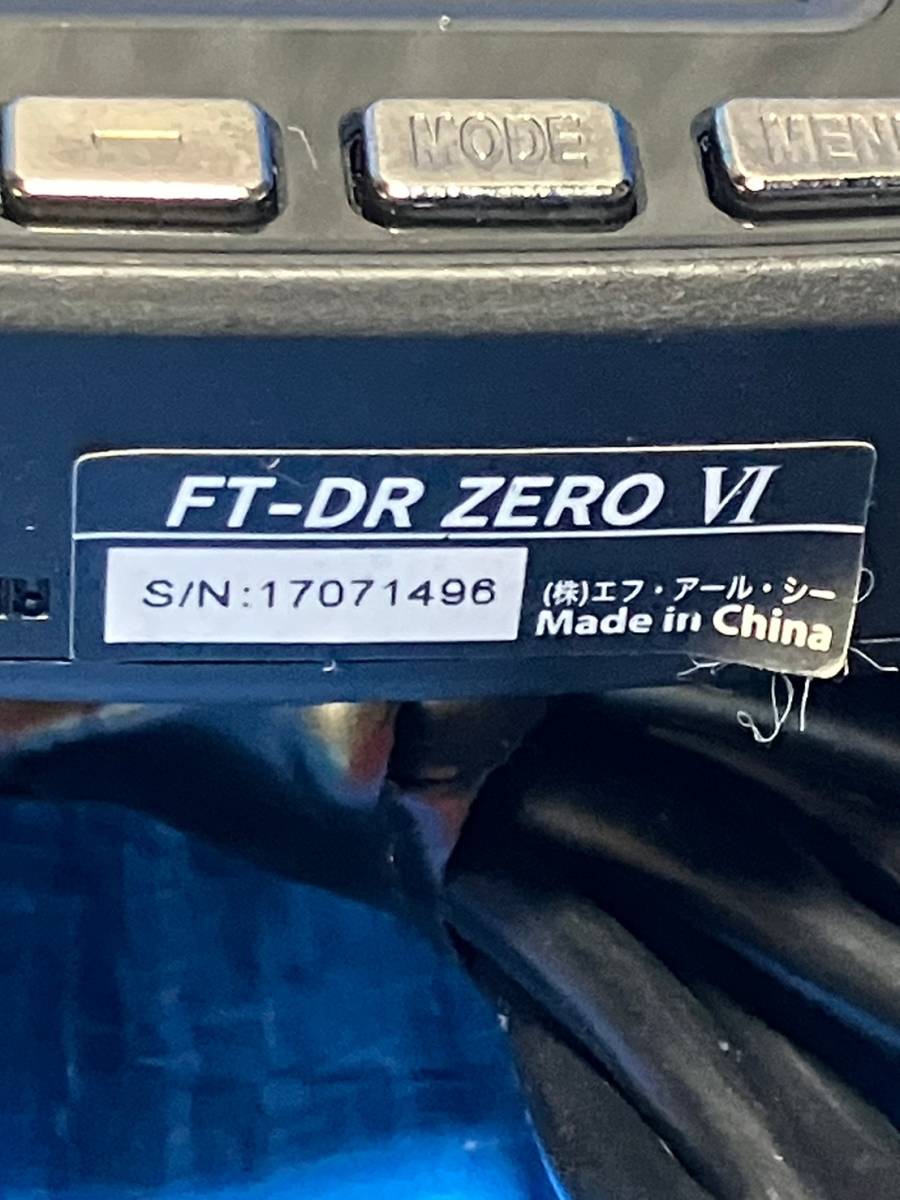 MODE
FT-DR ZERO VI
S/N:17071496
(株)エフ・アール・シー
Made in China